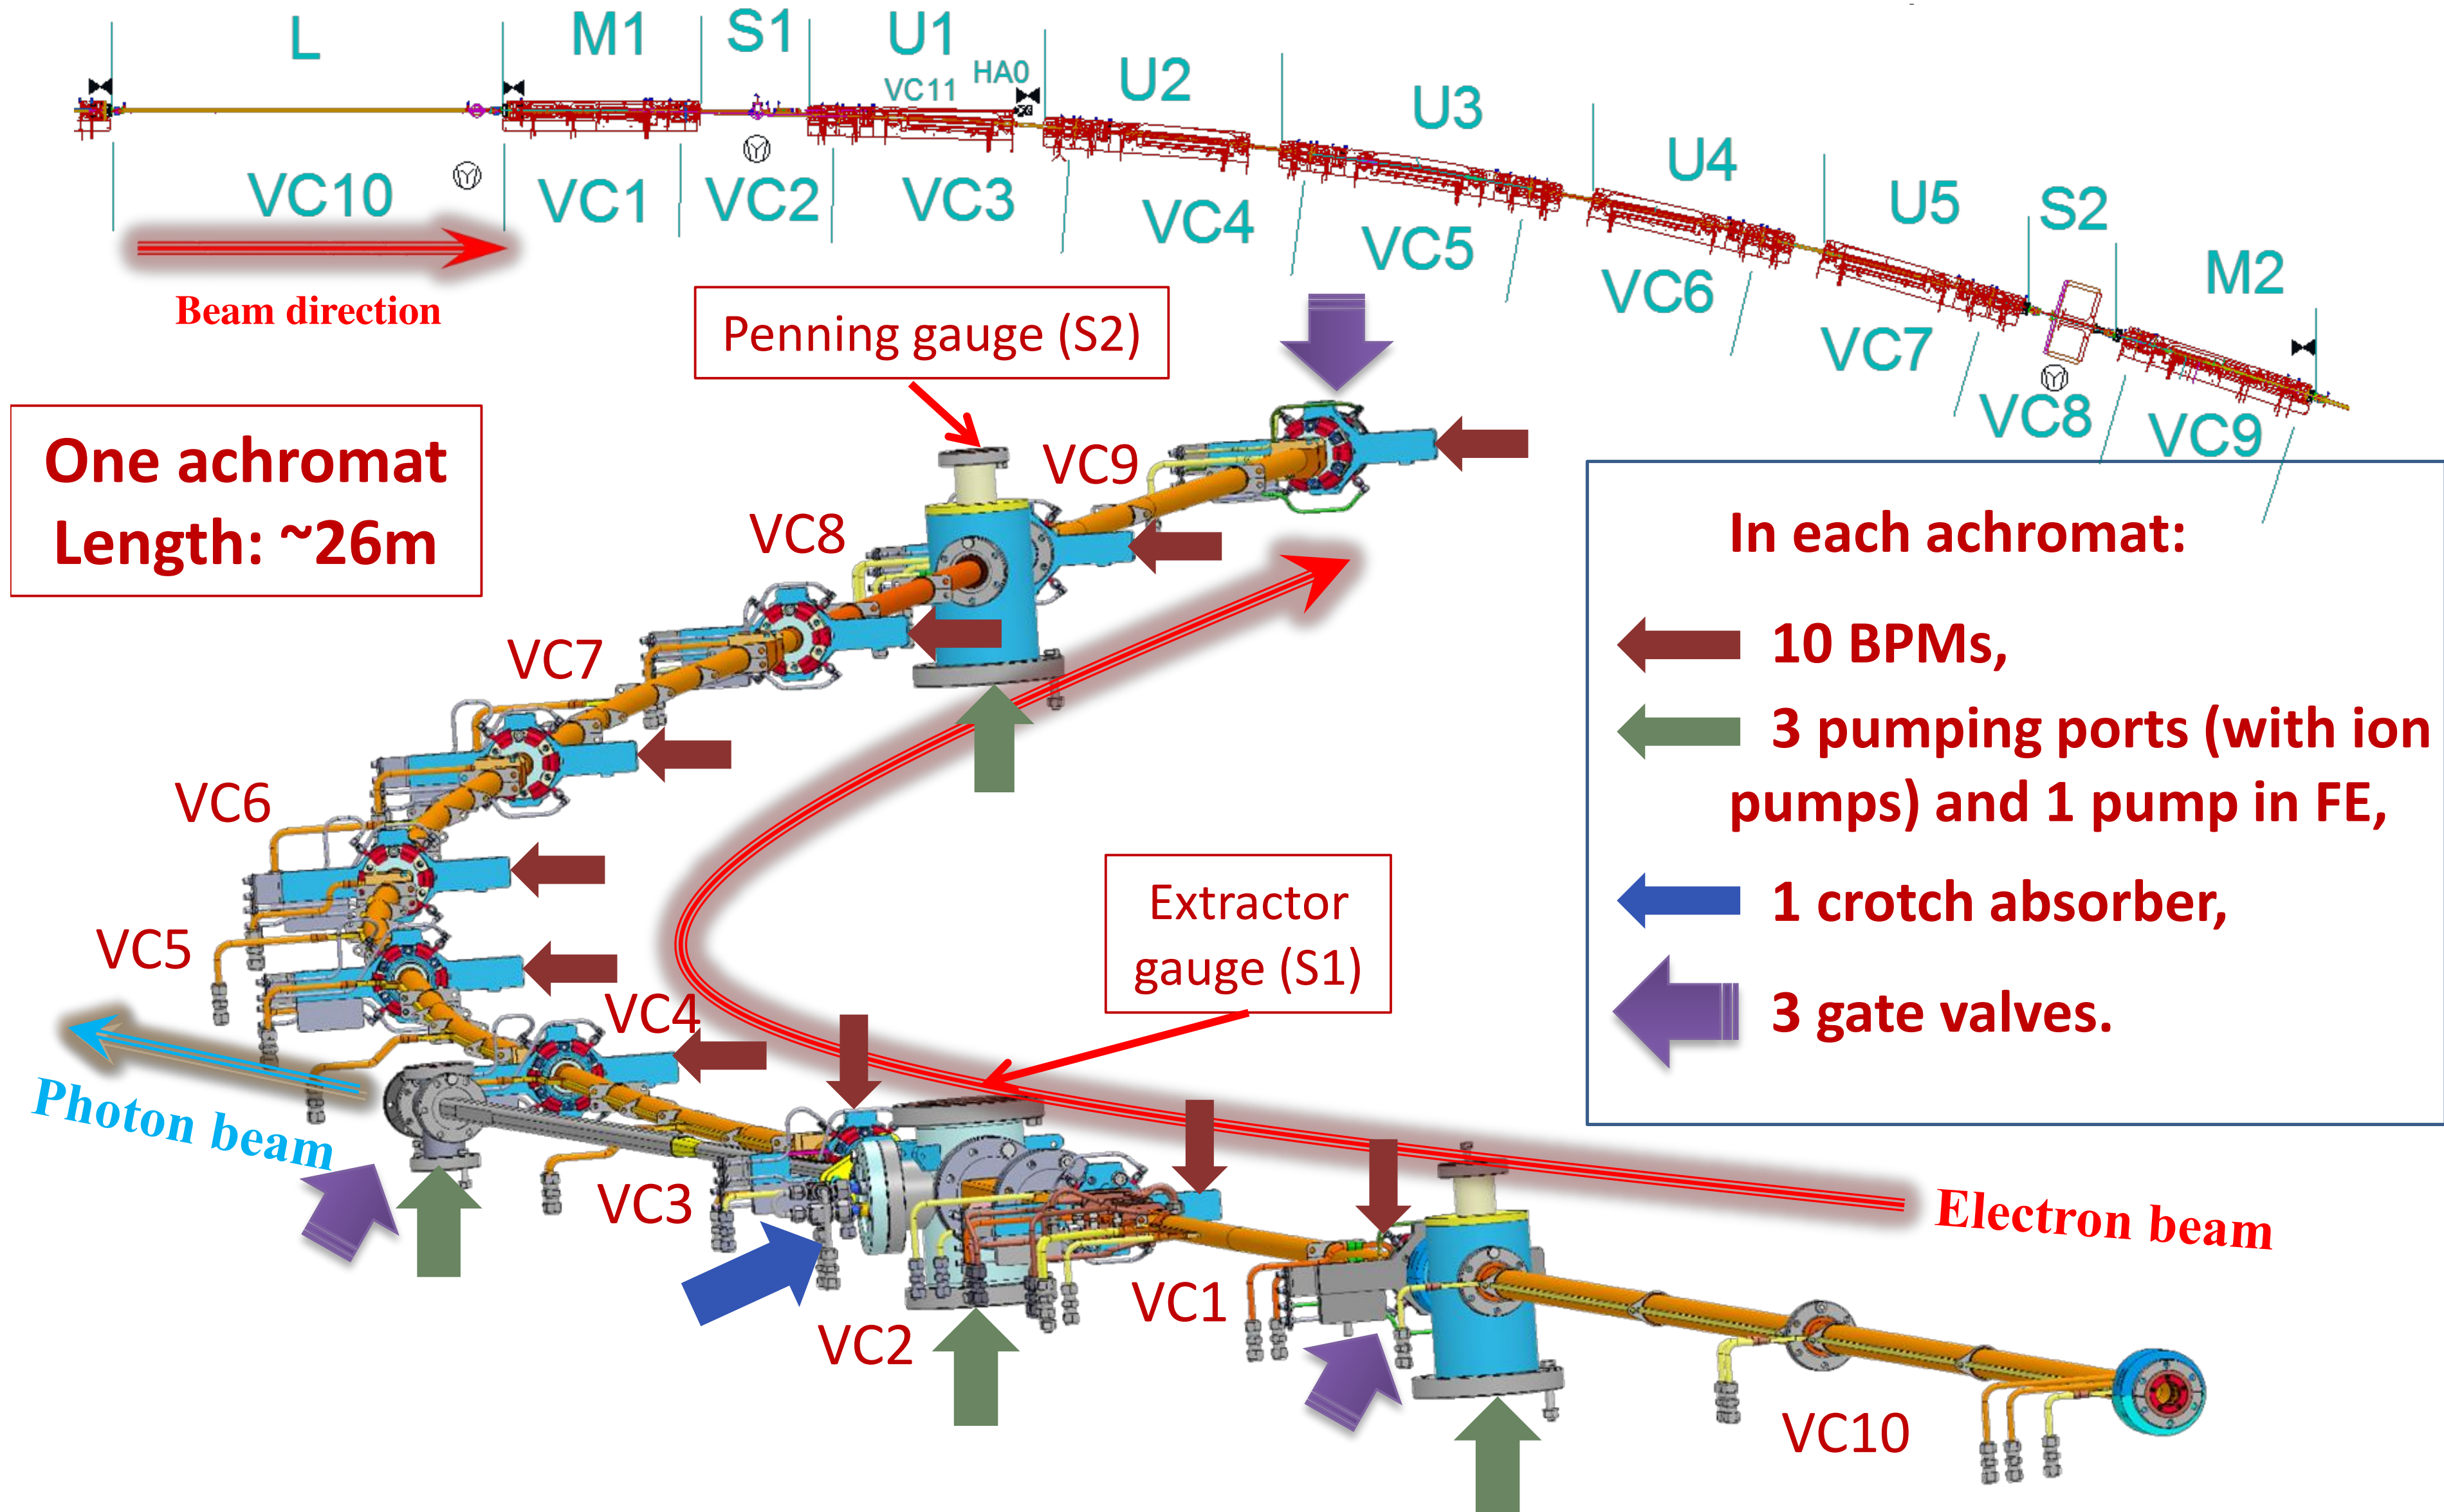 L
M1
S1
U1
VC11
HA0
U2
U3
U4
U5
S2
M2
VC10
VC1
VC2
VC3
VC4
VC5
VC6
VC7
VC8
VC9
Beam direction
Penning gauge (S2)
One achromat
Length: ~26m
VC9
VC8
VC7
VC6
VC5
VC4
Photon beam
VC3
VC2
VC1
VC10
Extractor
gauge (S1)
Electron beam
In each achromat:
10 BPMs,
3 pumping ports (with ion
pumps) and 1 pump in FE,
1 crotch absorber,
3 gate valves.